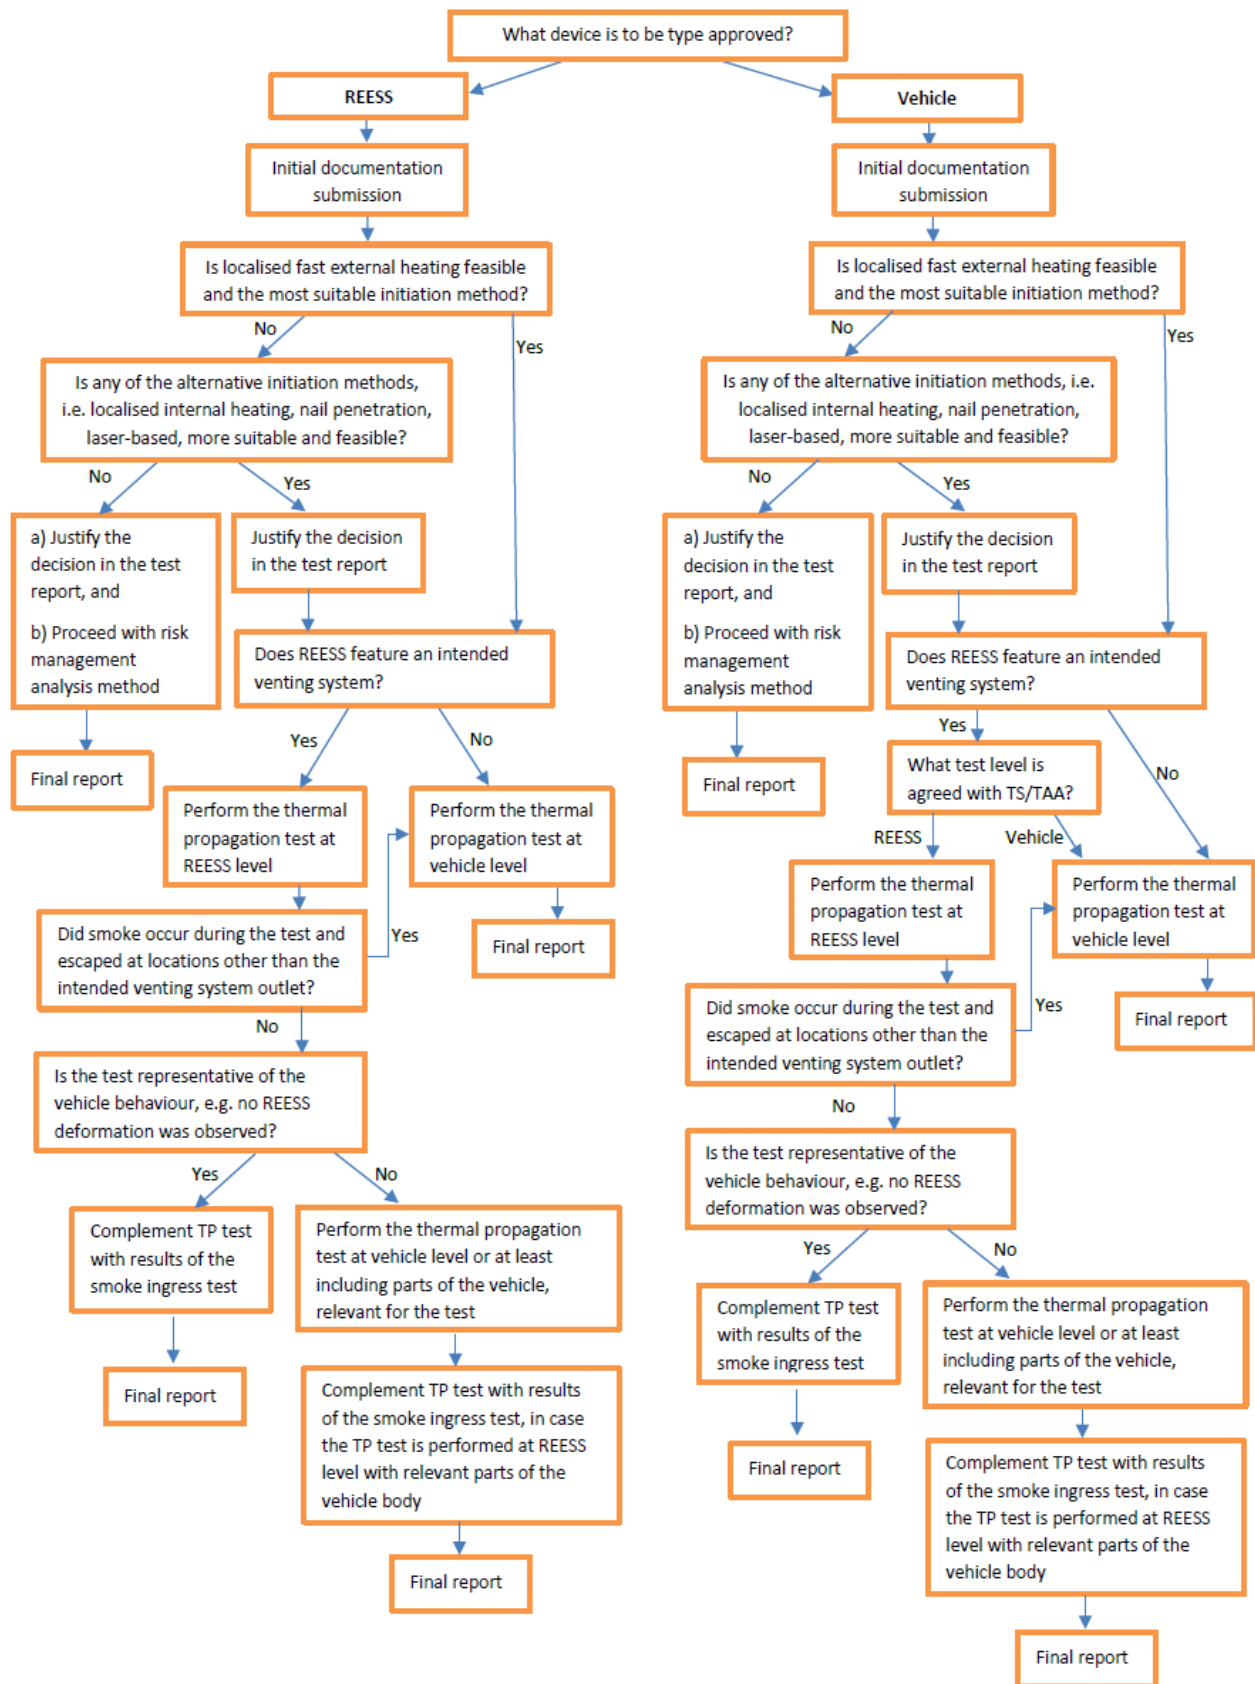 What device is to be type approved?
REESS
Initial documentation
submission
Is localised fast external heating feasible
and the most suitable initiation method?
No
Yes
Is any of the alternative initiation methods,
i.e. localised internal heating, nail penetration,
laser-based, more suitable and feasible?
No
Yes
a) Justify the
decision in the test
report, and
b) Proceed with risk
management
analysis method
Final report
Justify the decision
in the test report
Does REESS feature an intended
venting system?
Yes
No
Perform the thermal
propagation test at
REESS level
Perform the thermal
propagation test at
vehicle level
Final report
Did smoke occur during the test and
escaped at locations other than the
intended venting system outlet?
Yes
No
Is the test representative of the
vehicle behaviour, e.g. no REESS
deformation was observed?
Yes
No
Complement TP test
with results of the
smoke ingress test
Final report
Perform the thermal propagation
test at vehicle level or at least
including parts of the vehicle,
relevant for the test
Complement TP test with results
of the smoke ingress test, in case
the TP test is performed at REESS
level with relevant parts of the
vehicle body
Final report
Vehicle
Initial documentation
submission
Is localised fast external heating feasible
and the most suitable initiation method?
No
Yes
Is any of the alternative initiation methods, i.e.
localised internal heating, nail penetration,
laser-based, more suitable and feasible?
No
Yes
a) Justify the
decision in the test
report, and
b) Proceed with risk
management
analysis method
Final report
Justify the decision
in the test report
Does REESS feature an intended
venting system?
Yes
No
What test level is
agreed with TS/TAA?
REESS
Vehicle
Perform the thermal
propagation test at
REESS level
Perform the thermal
propagation test at
vehicle level
Final report
Did smoke occur during the test and
escaped at locations other than the
intended venting system outlet?
Yes
No
Is the test representative of the
vehicle behaviour, e.g. no REESS
deformation was observed?
Yes
No
Complement TP test
with results of the
smoke ingress test
Final report
Perform the thermal propagation
test at vehicle level or at least
including parts of the vehicle,
relevant for the test
Complement TP test with results
of the smoke ingress test, in case
the TP test is performed at REESS
level with relevant parts of the
vehicle body
Final report